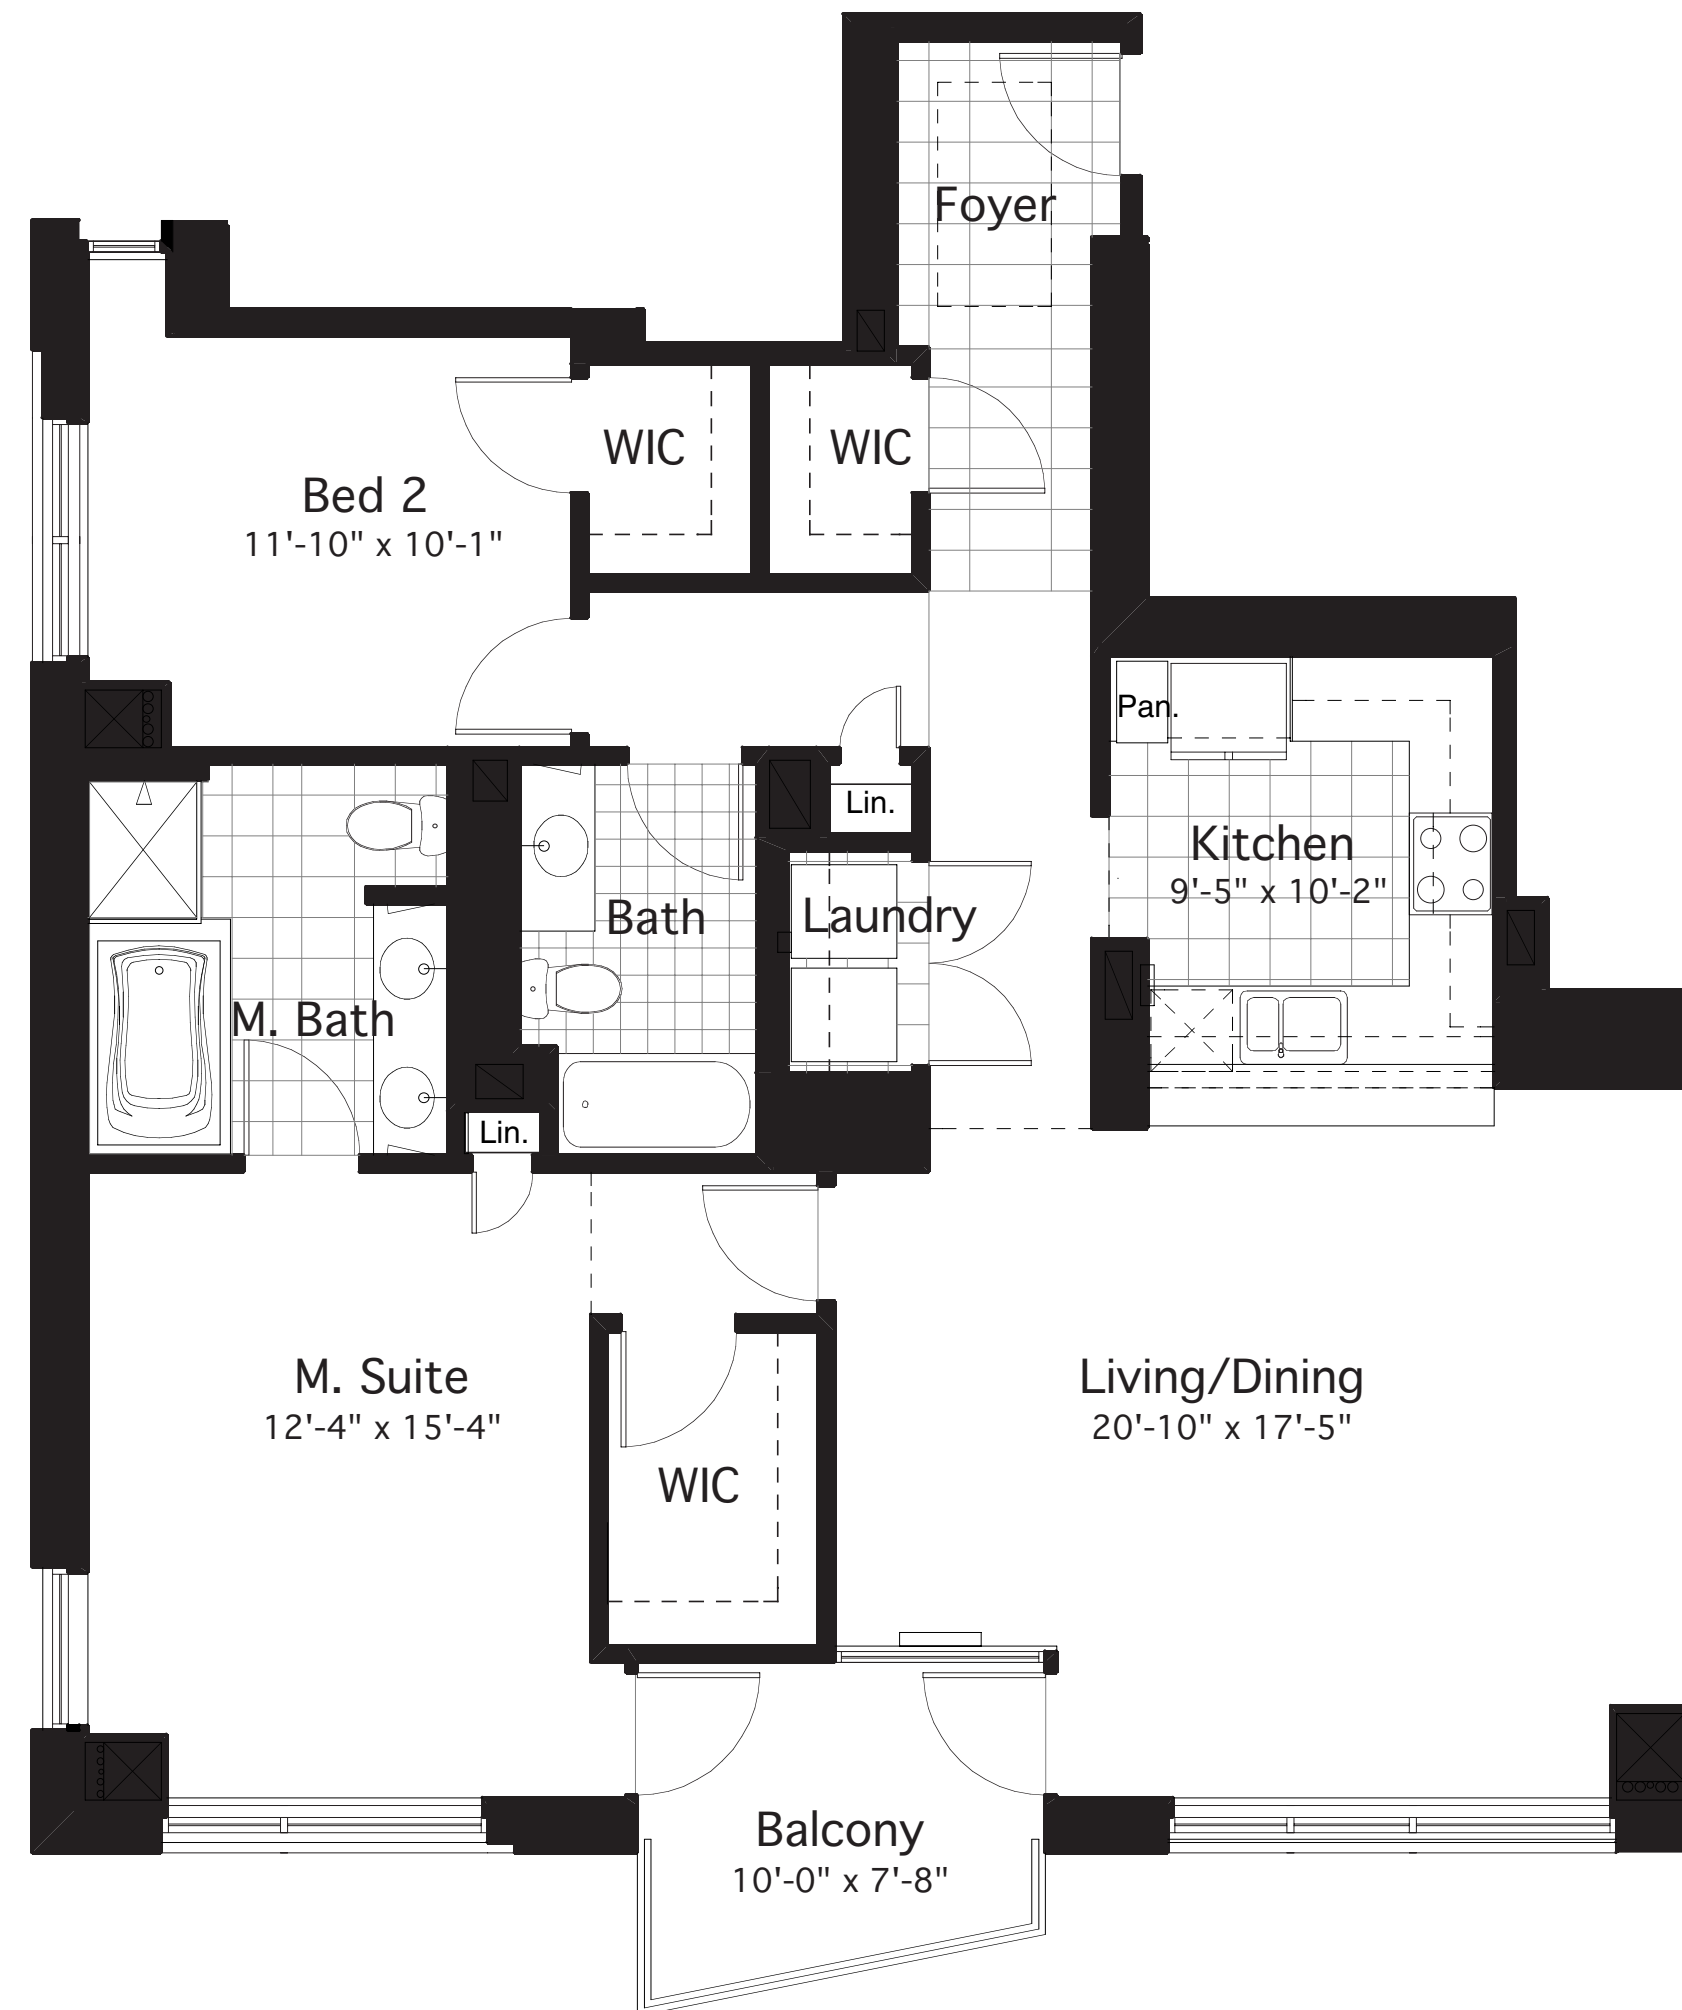 Foyer
WIC
WIC
Bed 2
11'-10" x 10'-1"
Pan.
Lin.
Kitchen
9'-5" x 10'-2"
Bath
Laundry
M. Bath
Lin.
M. Suite
12'-4" x 15'-4"
Living/Dining
20'-10" x 17'-5"
WIC
Balcony
10'-0" x 7'-8"